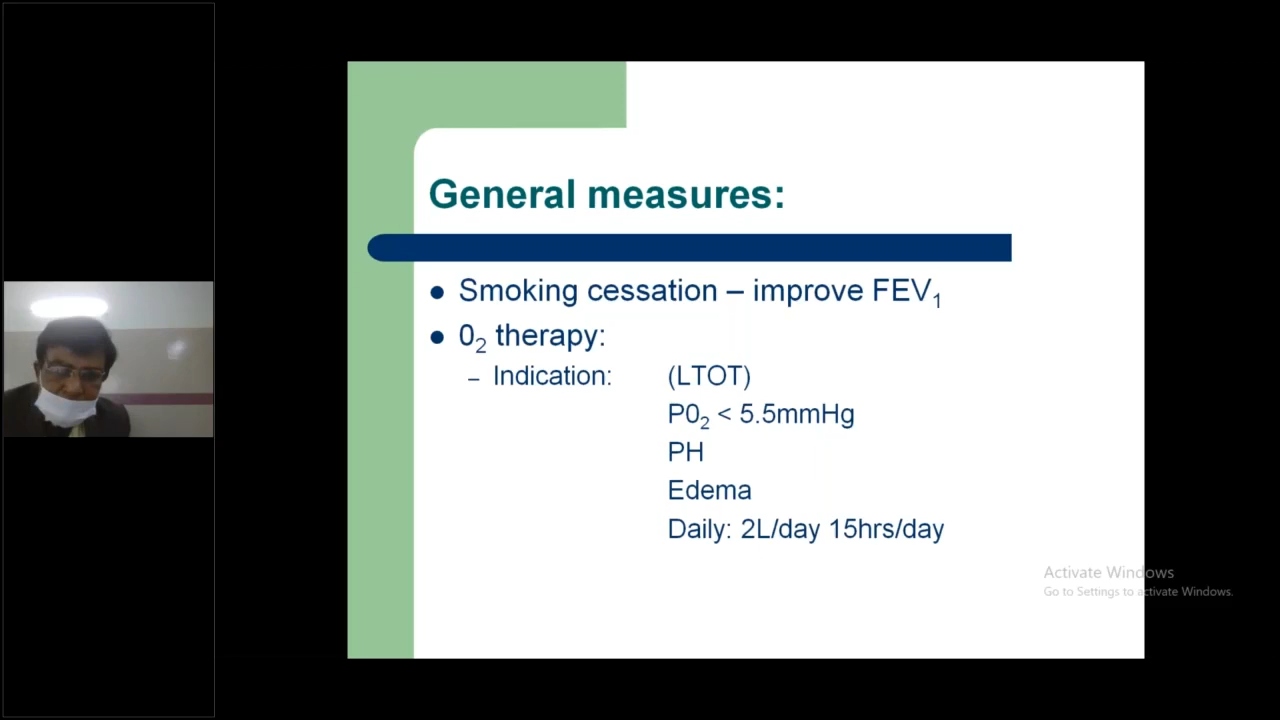 General measures:
Smoking cessation – improve FEV₁
0₂ therapy:
– Indication: (LTOT)
P0₂ < 5.5mmHg
PH
Edema
Daily: 2L/day 15hrs/day
Activate Windows
Go to Settings to activate Windows.